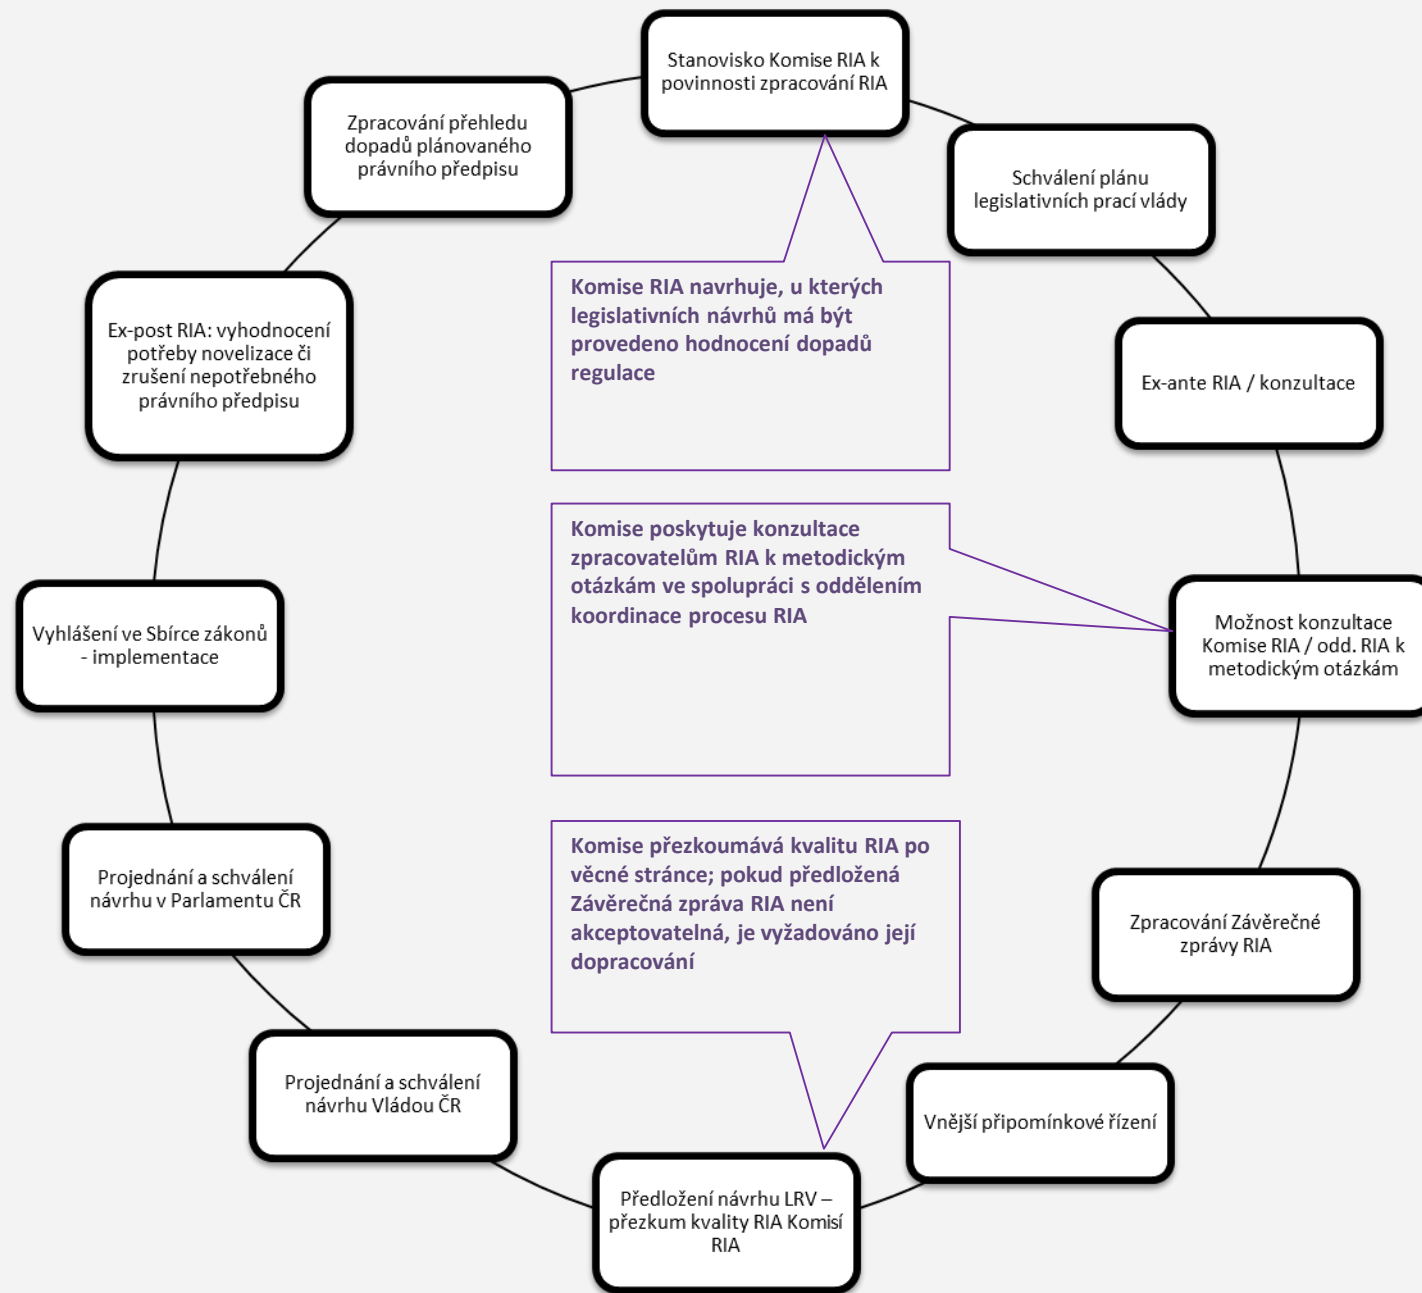 Stanovisko Komise RIA k
povinnosti zpracování RIA
Schválení plánu
legislativních prací vlády
Ex-ante RIA / konzultace
Možnost konzultace
Komise RIA / odd. RIA k
metodickým otázkám
Zpracování Závěrečné
zprávy RIA
Vnější připomínkové řízení
Předložení návrhu LRV –
přezkum kvality RIA Komisí
RIA
Projednání a schválení
návrhu Vládou ČR
Projednání a schválení
návrhu v Parlamentu ČR
Vyhlášení ve Sbírce zákonů
- implementace
Ex-post RIA: vyhodnocení
potřeby novelizace či
zrušení nepotřebného
právního předpisu
Zpracování přehledu
dopadů plánovaného
právního předpisu
Komise RIA navrhuje, u kterých
legislativních návrhů má být
provedeno hodnocení dopadů
regulace
Komise poskytuje konzultace
zpracovatelům RIA k metodickým
otázkám ve spolupráci s oddělením
koordinace procesu RIA
Komise přezkoumává kvalitu RIA po
věcné stránce; pokud předložená
Závěrečná zpráva RIA není
akceptovatelná, je vyžadováno její
dopracování